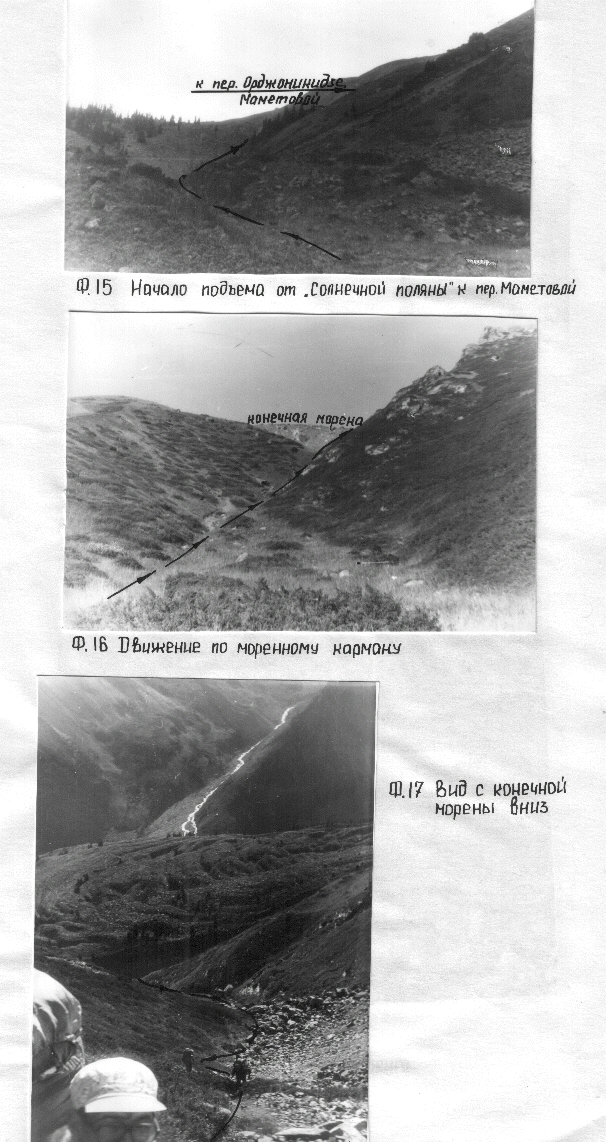 к пер. Орджоникидзе,
Маметовой
Ф.15 Начало подъема от „Солнечной поляны" к пер. Маметовой
конечная морена
Ф.16 Движение по моренному карману
Ф.17 Вид с конечной
морены вниз